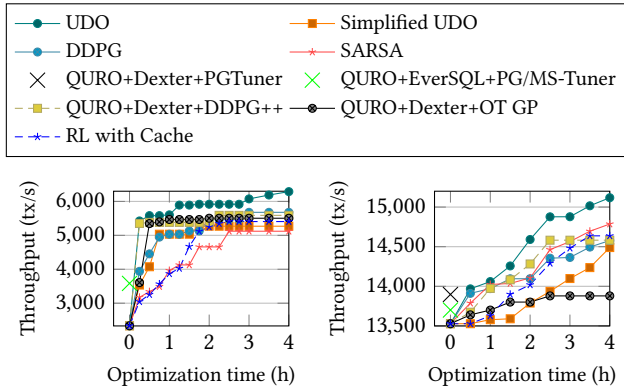 UDO Simplified UDO
DDPG SARSA
QURO+Dexter+PGTuner QURO+EverSQL+PG/MS-Tuner
QURO+Dexter+DDPG++ QURO+Dexter+OT GP
RL with Cache
Throughput (tx/s)
6,000
5,000
4,000
3,000
0 1 2 3 4
Optimization time (h)
Throughput (tx/s)
15,000
14,500
14,000
13,500
0 1 2 3 4
Optimization time (h)